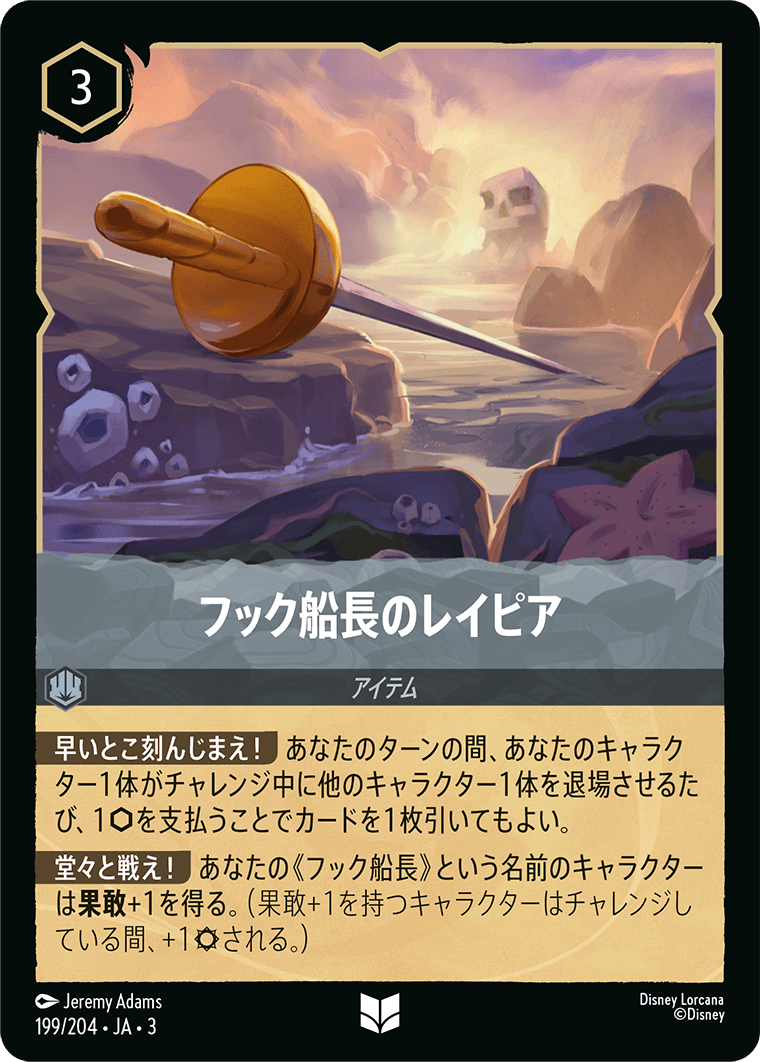 3
フック船長のレイピア
アイテム
早いとこ刻んじまえ! あなたのターンの間、あなたのキャラク
ター1体がチャレンジ中に他のキャラクター1体を退場させるた
び、1⬡を支払うことでカードを1枚引いてもよい。
堂々と戦え! あなたの《フック船長》という名前のキャラクター
は果敢+1を得る。(果敢+1を持つキャラクターはチャレンジし
ている間、+1¤される。)
Jeremy Adams
199/204 • JA • 3
Disney Lorcana
©Disney